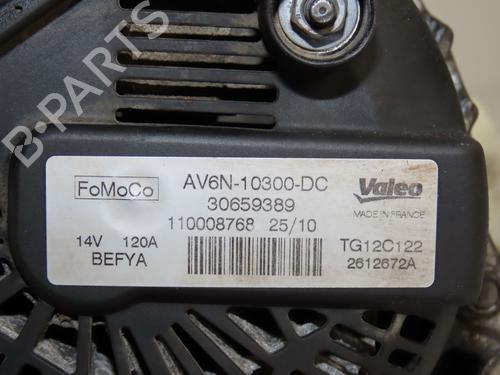 B-PARTS
FoMoCo
AV6N-10300-DC
30659389
110008768 25/10
Valeo
MADE IN FRANCE
14V 120A
BEFYA
TG12C122
2612672A